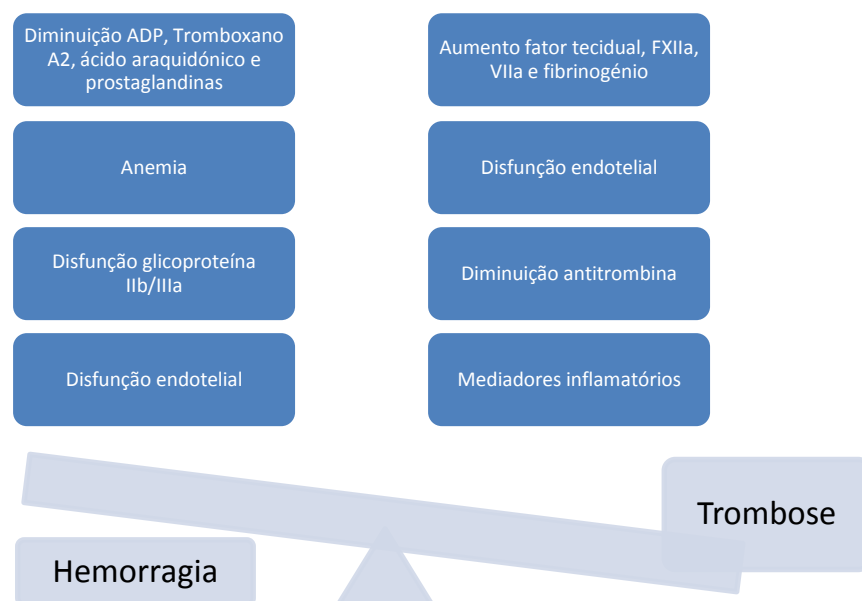 Diminuição ADP, Tromboxano
A2, ácido araquidónico e
prostaglandinas
Anemia
Disfunção glicoproteína
IIb/IIIa
Disfunção endotelial
Aumento fator tecidual, FXIIa,
VIIa e fibrinogénio
Disfunção endotelial
Diminuição antitrombina
Mediadores inflamatórios
Hemorragia
Trombose